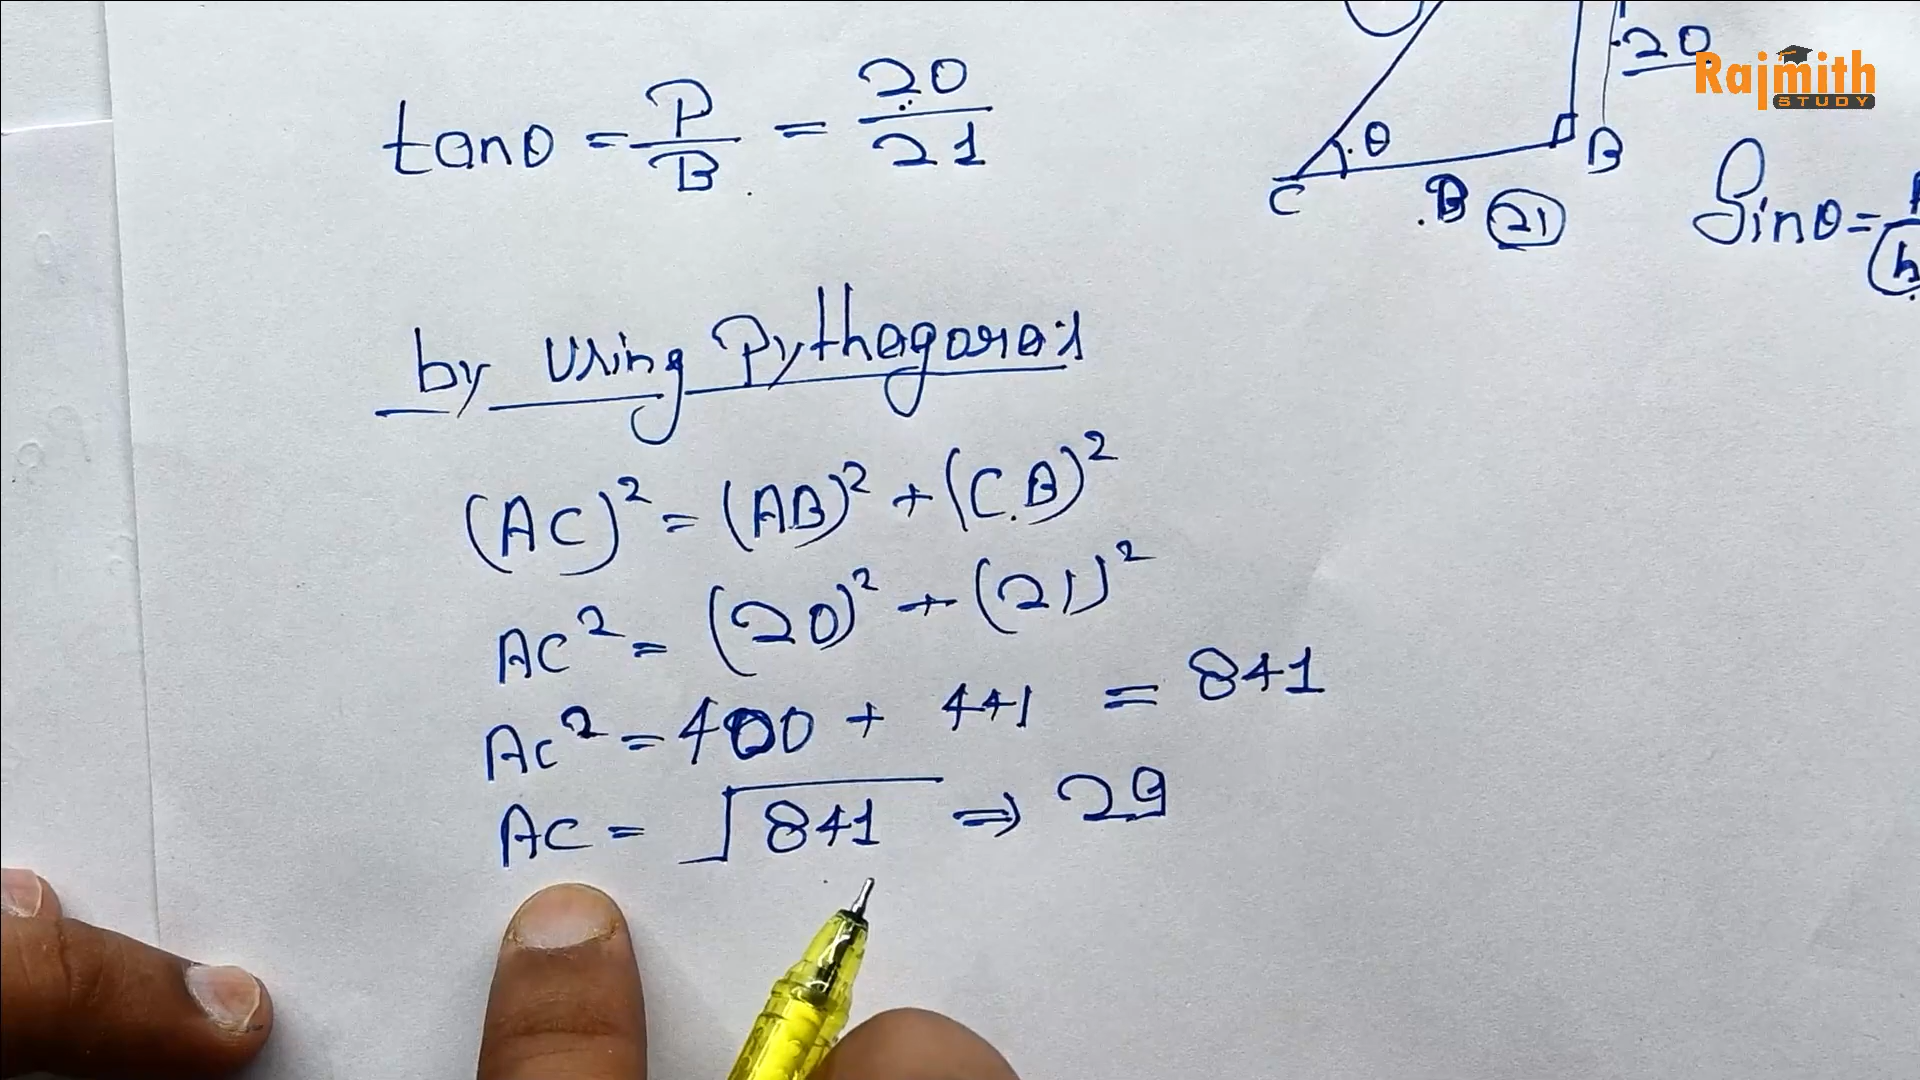 tanθ = P/B = 20/21
20
Rajmith
STUDY
θ
B
C
B 21
Sinθ =
h
by Using Pythagoras
(AC)² = (AB)² + (C.B)²
AC² = (20)² + (21)²
AC² = 400 + 441 = 841
AC = √841 ⇒ 29